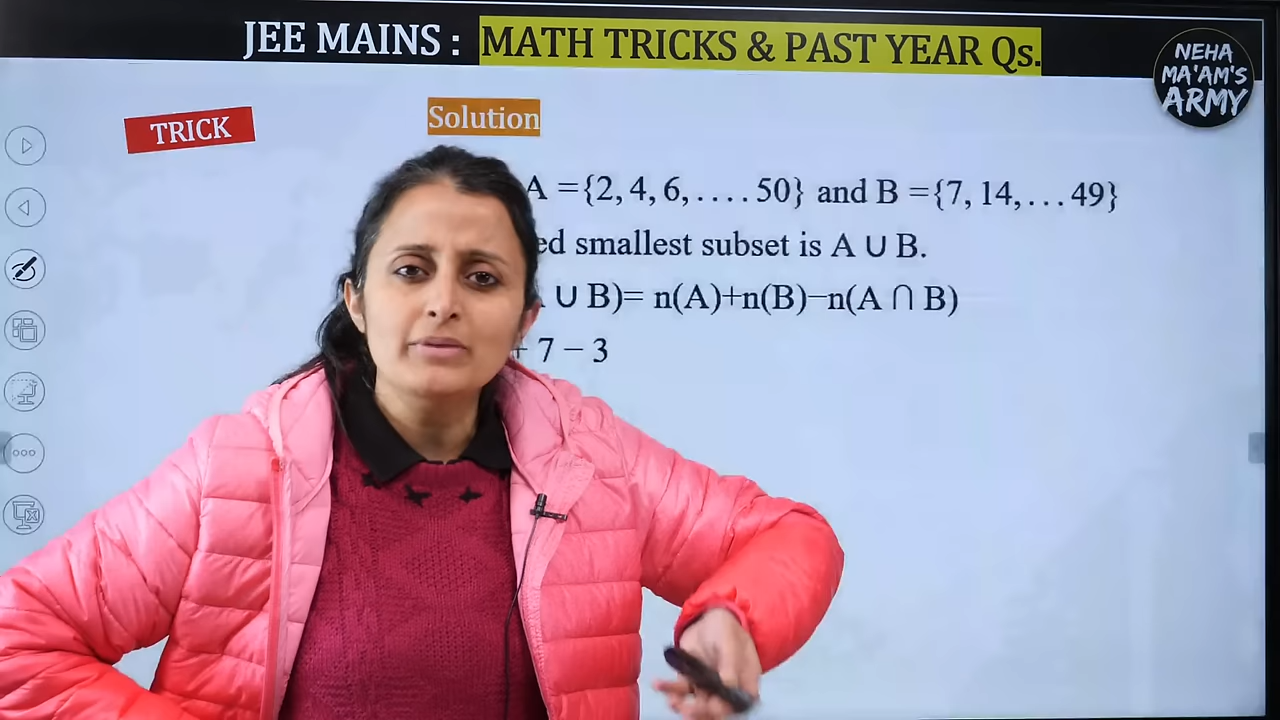 JEE MAINS : MATH TRICKS & PAST YEAR Qs.
NEHA
MA'AM'S
ARMY
TRICK
Solution
A ={2, 4, 6, . . . . 50} and B ={7, 14, . . . 49}
smallest subset is A ∪ B.
∪ B)= n(A)+n(B)−n(A ∩ B)
+ 7 − 3